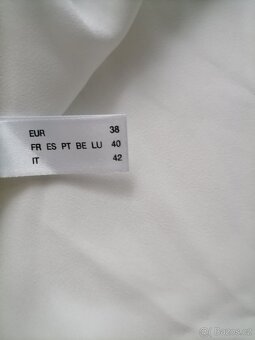 EUR 38
FR ES PT BE LU 40
IT 42
Bazos.cz